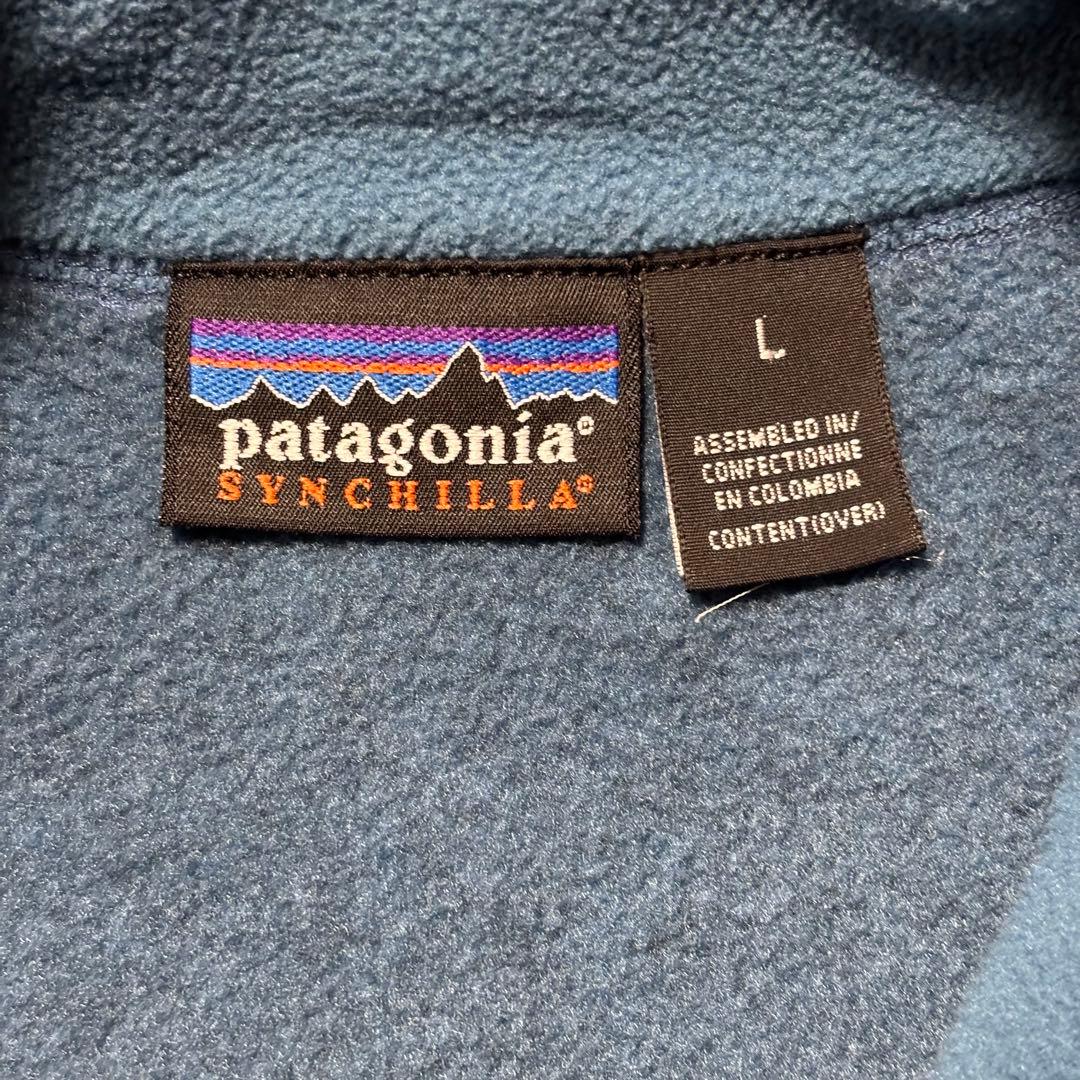 patagonia®
SYNCHILLA®
L
ASSEMBLED IN/
CONFECTIONNE
EN COLOMBIA
CONTENT(OVER)